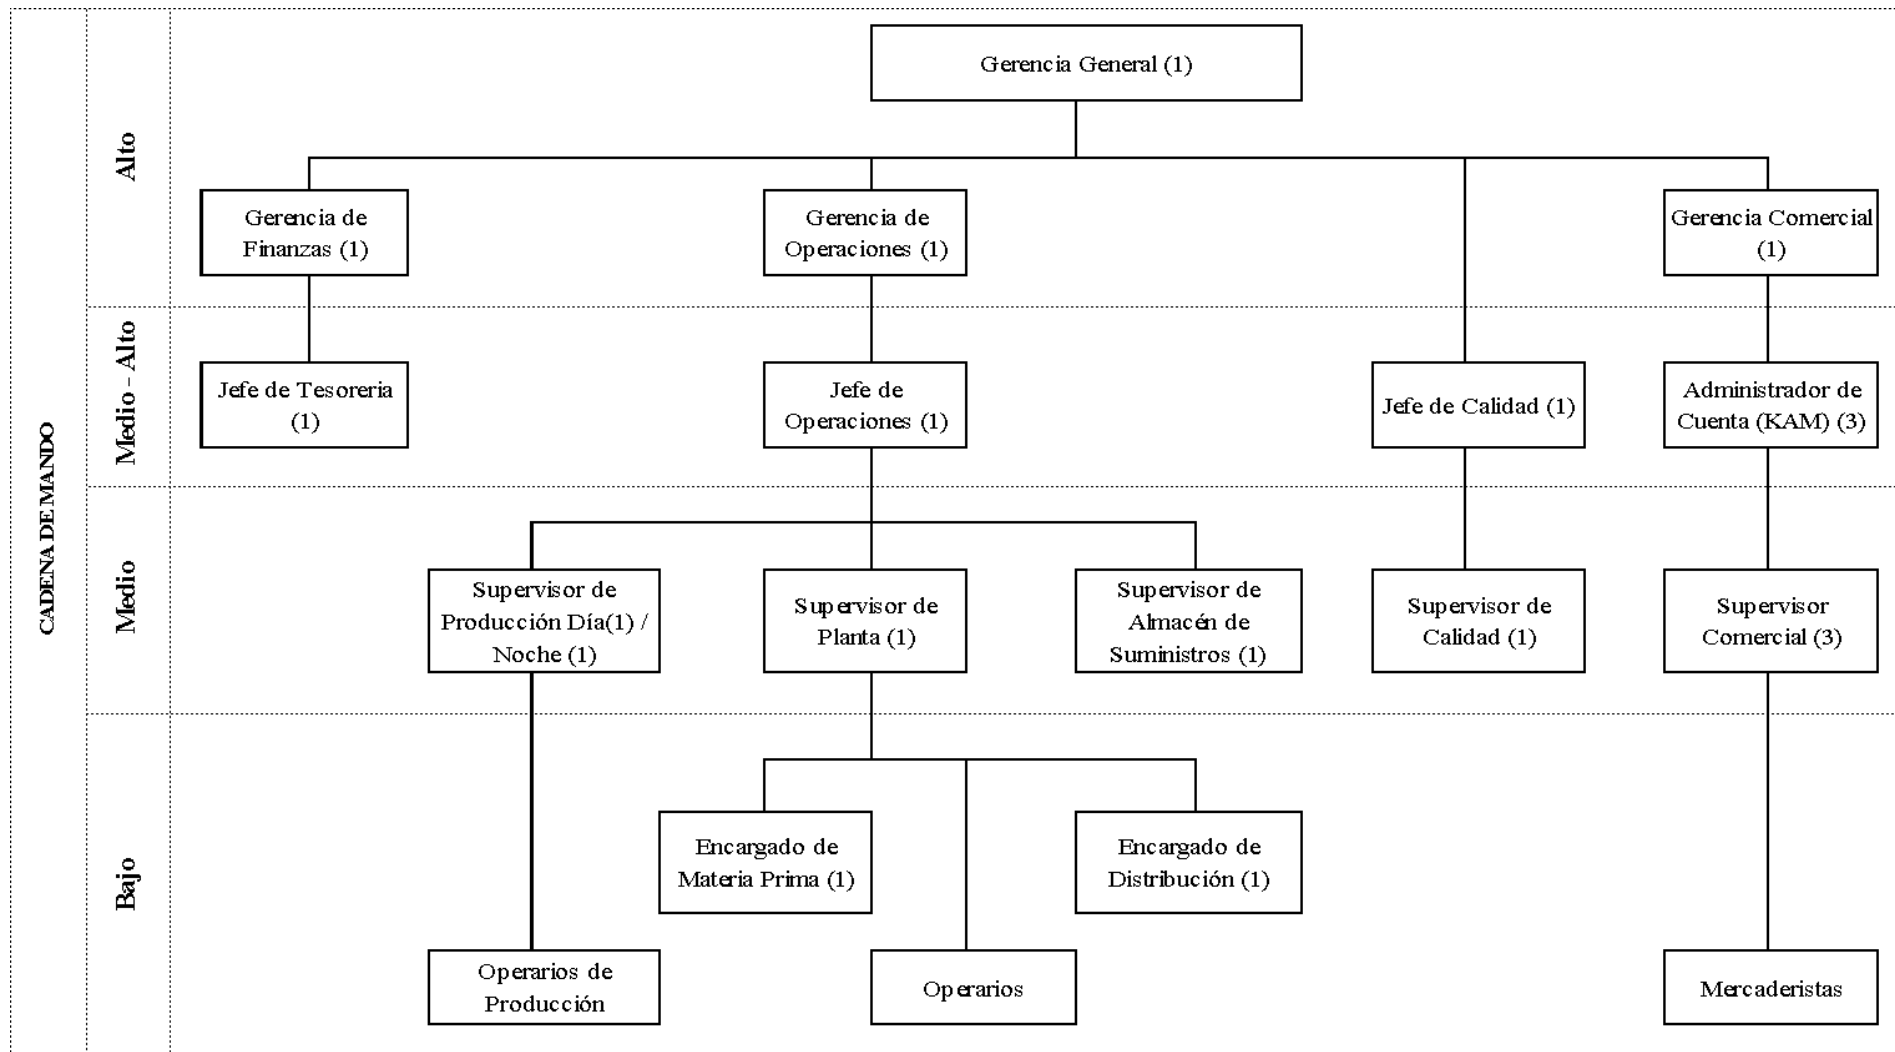 CADENA DE MANDO
Alto
Gerencia General (1)
Gerencia de
Finanzas (1)
Gerencia de
Operaciones (1)
Gerencia Comercial
(1)
Medio - Alto
Jefe de Tesoreria
(1)
Jefe de
Operaciones (1)
Jefe de Calidad (1)
Administrador de
Cuenta (KAM) (3)
Medio
Supervisor de
Producción Día(1) /
Noche (1)
Supervisor de
Planta (1)
Supervisor de
Almacén de
Suministros (1)
Supervisor de
Calidad (1)
Supervisor
Comercial (3)
Bajo
Encargado de
Materia Prima (1)
Encargado de
Distribución (1)
Operarios de
Producción
Operarios
Mercaderistas